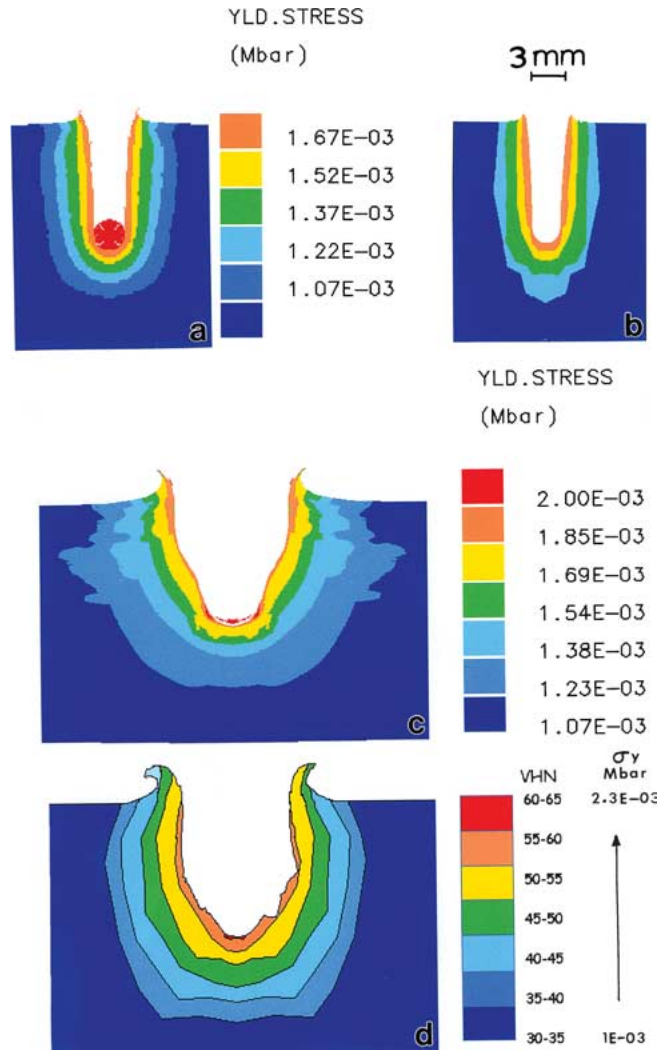 YLD.STRESS
(Mbar)
1.67E-03
1.52E-03
1.37E-03
1.22E-03
1.07E-03
a
3mm
b
YLD.STRESS
(Mbar)
2.00E-03
1.85E-03
1.69E-03
1.54E-03
1.38E-03
1.23E-03
1.07E-03
c
VHN
60-65
55-60
50-55
45-50
40-45
35-40
30-35
σy
Mbar
2.3E-03
1E-03
d